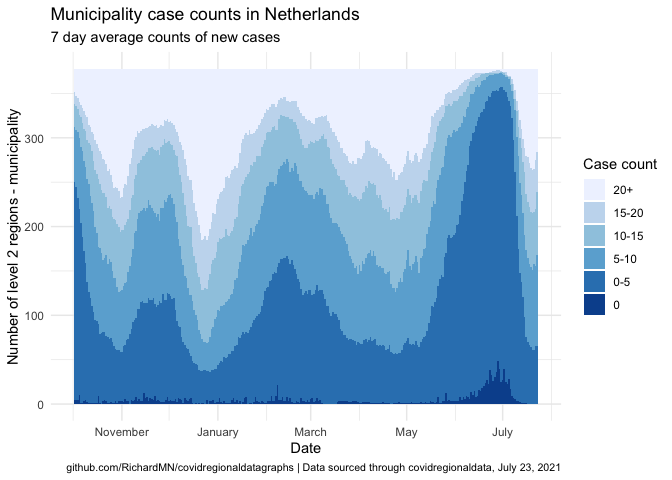 Municipality case counts in Netherlands
7 day average counts of new cases
Number of level 2 regions - municipality
300
200
100
0
November January March May July
Date
Case count
20+
15-20
10-15
5-10
0-5
0
github.com/RichardMN/covidregionaldatagraphs | Data sourced through covidregionaldata, July 23, 2021